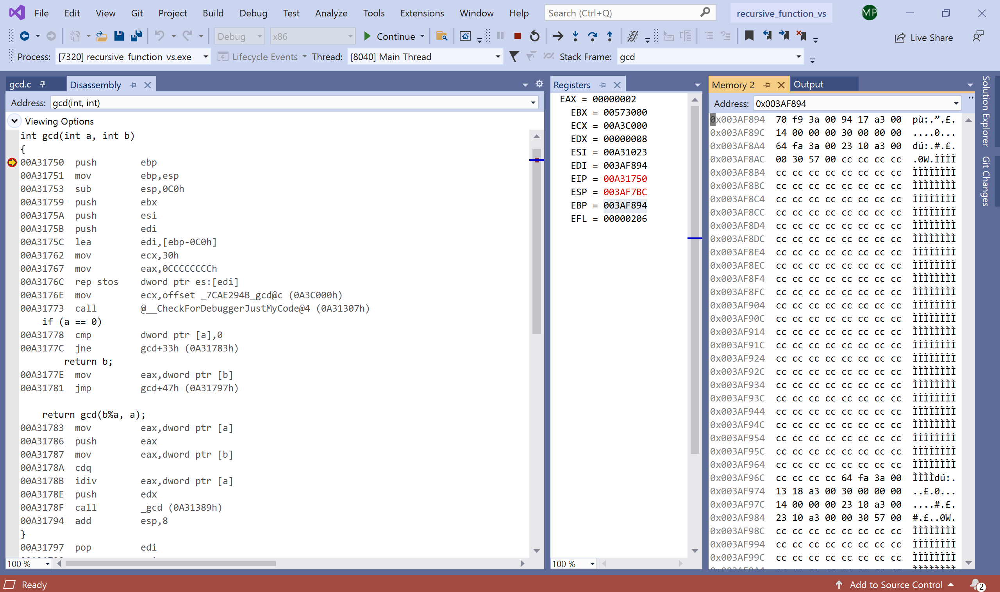 File Edit View Git Project Build Debug Test Analyze Tools Extensions Window Help Search (Ctrl+Q) recursive_function_vs MP
Debug x86 Continue Live Share
Process: [7320] recursive_function_vs.exe Lifecycle Events Thread: [8040] Main Thread Stack Frame: gcd
gcd.c Disassembly
Address: gcd(int, int)
Viewing Options
int gcd(int a, int b)
{
00A31750 push ebp
00A31751 mov ebp,esp
00A31753 sub esp,0C0h
00A31759 push ebx
00A3175A push esi
00A3175B push edi
00A3175C lea edi,[ebp-0C0h]
00A31762 mov ecx,30h
00A31767 mov eax,0CCCCCCCCh
00A3176C rep stos dword ptr es:[edi]
00A3176E mov ecx,offset _7CAE294B_gcd@c (0A3C000h)
00A31773 call @__CheckForDebuggerJustMyCode@4 (0A31307h)
if (a == 0)
00A31778 cmp dword ptr [a],0
00A3177C jne gcd+33h (0A31783h)
return b;
00A3177E mov eax,dword ptr [b]
00A31781 jmp gcd+47h (0A31797h)
return gcd(b%a, a);
00A31783 mov eax,dword ptr [a]
00A31786 push eax
00A31787 mov eax,dword ptr [b]
00A3178A cdq
00A3178B idiv eax,dword ptr [a]
00A3178E push edx
00A3178F call _gcd (0A31389h)
00A31794 add esp,8
}
00A31797 pop edi
100 %
Registers
EAX = 00000002
EBX = 00573000
ECX = 00A3C000
EDX = 00000008
ESI = 00A31023
EDI = 003AF894
EIP = 00A31750
ESP = 003AF7BC
EBP = 003AF894
EFL = 00000206
100 %
Memory 2 Output
Address: 0x003AF894
0x003AF894 70 f9 3a 00 94 17 a3 00 pù:.”.£.
0x003AF89C 14 00 00 00 30 00 00 00 ....0...
0x003AF8A4 64 fa 3a 00 23 10 a3 00 dú:.#.£.
0x003AF8AC 00 30 57 00 cc cc cc cc .0W.ÌÌÌÌ
0x003AF8B4 cc cc cc cc cc cc cc cc ÌÌÌÌÌÌÌÌ
0x003AF8BC cc cc cc cc cc cc cc cc ÌÌÌÌÌÌÌÌ
0x003AF8C4 cc cc cc cc cc cc cc cc ÌÌÌÌÌÌÌÌ
0x003AF8CC cc cc cc cc cc cc cc cc ÌÌÌÌÌÌÌÌ
0x003AF8D4 cc cc cc cc cc cc cc cc ÌÌÌÌÌÌÌÌ
0x003AF8DC cc cc cc cc cc cc cc cc ÌÌÌÌÌÌÌÌ
0x003AF8E4 cc cc cc cc cc cc cc cc ÌÌÌÌÌÌÌÌ
0x003AF8EC cc cc cc cc cc cc cc cc ÌÌÌÌÌÌÌÌ
0x003AF8F4 cc cc cc cc cc cc cc cc ÌÌÌÌÌÌÌÌ
0x003AF8FC cc cc cc cc cc cc cc cc ÌÌÌÌÌÌÌÌ
0x003AF904 cc cc cc cc cc cc cc cc ÌÌÌÌÌÌÌÌ
0x003AF90C cc cc cc cc cc cc cc cc ÌÌÌÌÌÌÌÌ
0x003AF914 cc cc cc cc cc cc cc cc ÌÌÌÌÌÌÌÌ
0x003AF91C cc cc cc cc cc cc cc cc ÌÌÌÌÌÌÌÌ
0x003AF924 cc cc cc cc cc cc cc cc ÌÌÌÌÌÌÌÌ
0x003AF92C cc cc cc cc cc cc cc cc ÌÌÌÌÌÌÌÌ
0x003AF934 cc cc cc cc cc cc cc cc ÌÌÌÌÌÌÌÌ
0x003AF93C cc cc cc cc cc cc cc cc ÌÌÌÌÌÌÌÌ
0x003AF944 cc cc cc cc cc cc cc cc ÌÌÌÌÌÌÌÌ
0x003AF94C cc cc cc cc cc cc cc cc ÌÌÌÌÌÌÌÌ
0x003AF954 cc cc cc cc cc cc cc cc ÌÌÌÌÌÌÌÌ
0x003AF95C cc cc cc cc cc cc cc cc ÌÌÌÌÌÌÌÌ
0x003AF964 cc cc cc cc cc cc cc cc ÌÌÌÌÌÌÌÌ
0x003AF96C cc cc cc cc 64 fa 3a 00 ÌÌÌÌdú:.
0x003AF974 13 18 a3 00 30 00 00 00 ..£.0...
0x003AF97C 14 00 00 00 23 10 a3 00 ....#.£.
0x003AF984 23 10 a3 00 00 30 57 00 #.£..0W.
0x003AF98C cc cc cc cc cc cc cc cc ÌÌÌÌÌÌÌÌ
0x003AF994 cc cc cc cc cc cc cc cc ÌÌÌÌÌÌÌÌ
0x003AF99C cc cc cc cc cc cc cc cc ÌÌÌÌÌÌÌÌ
Solution Explorer
Git Changes
Ready Add to Source Control 2